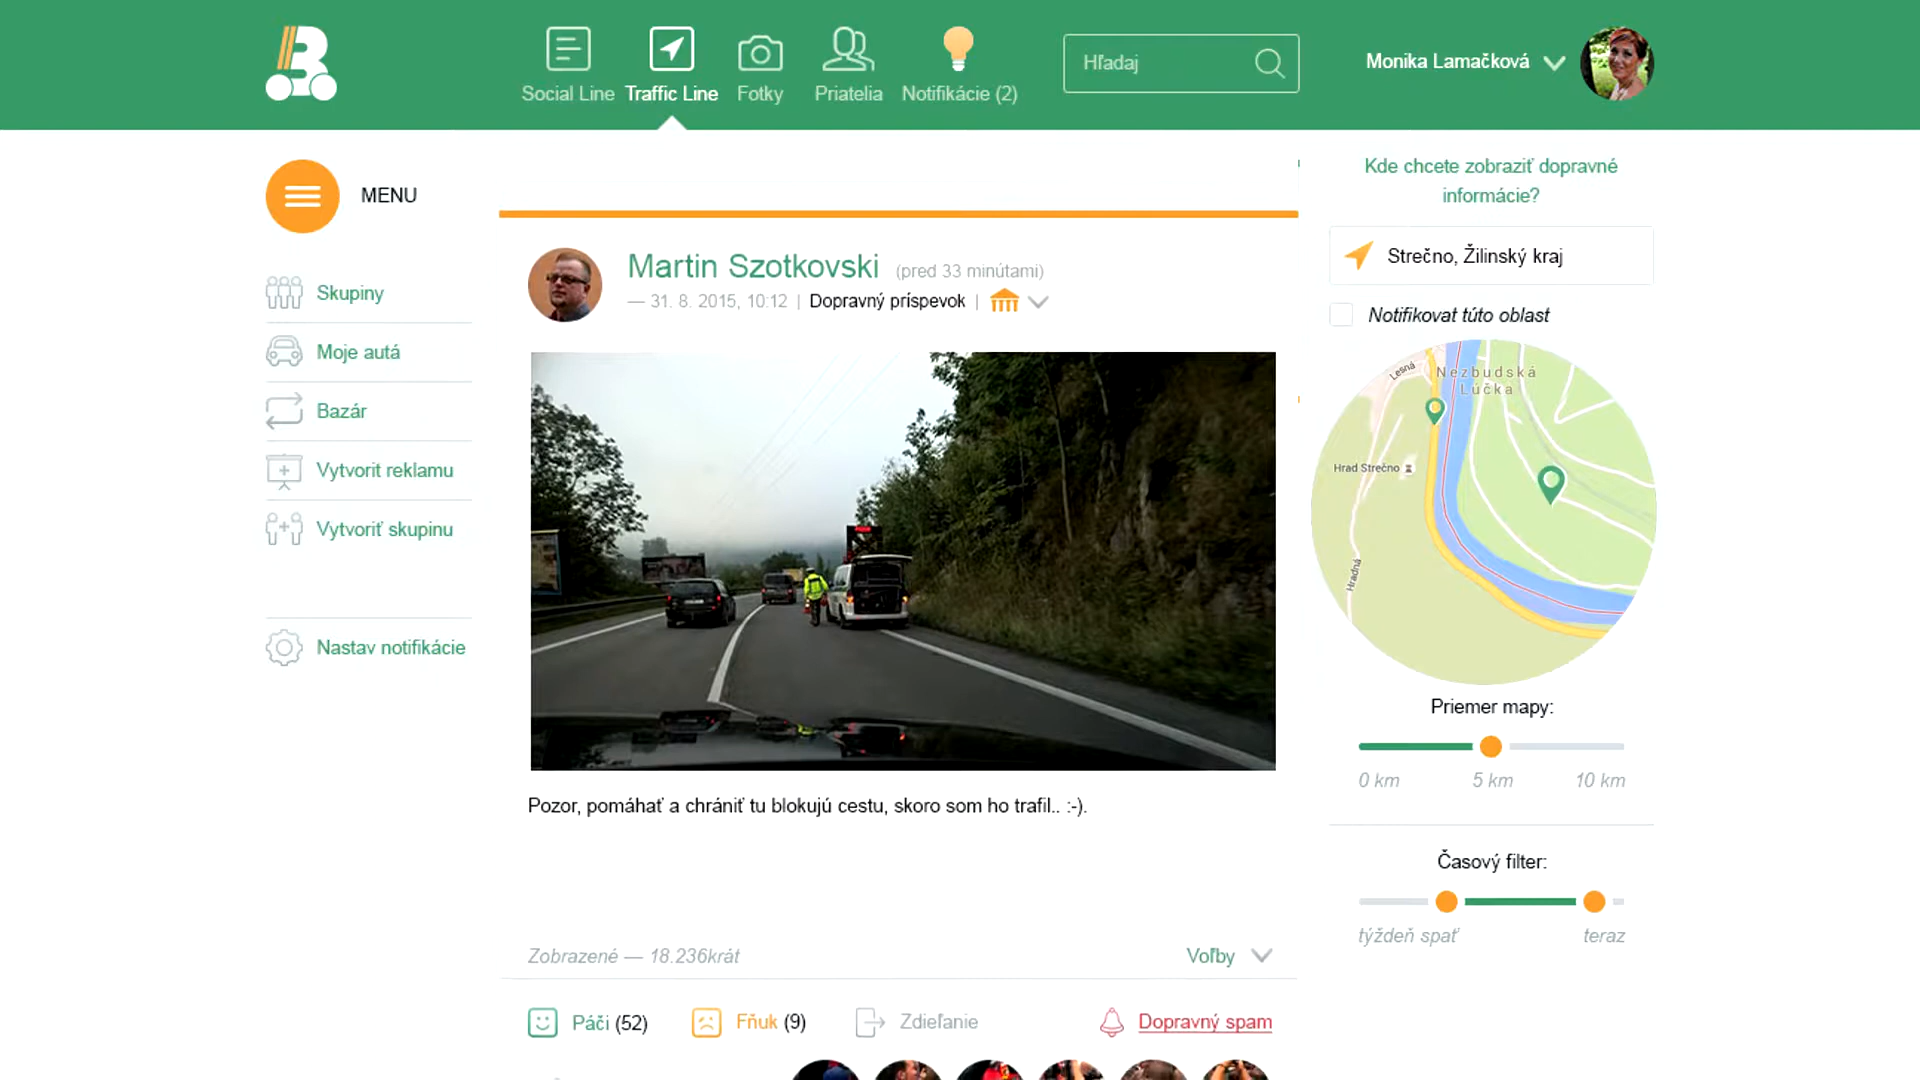 Social Line
Traffic Line
Fotky
Priatelia
Notifikácie (2)
Hľadaj
Monika Lamačková
MENU
Skupiny
Moje autá
Bazár
Vytvorit reklamu
Vytvoriť skupinu
Nastav notifikácie
Martin Szotkovski (pred 33 minútami)
— 31. 8. 2015, 10:12 | Dopravný príspevok |
Pozor, pomáhať a chrániť tu blokujú cestu, skoro som ho trafil.. :-).
Zobrazené — 18.236krát
Voľby
Páči (52)
Fňuk (9)
Zdieľanie
Dopravný spam
Kde chcete zobraziť dopravné
informácie?
Strečno, Žilinský kraj
Notifikovat túto oblast
Lesná
Nezbudská
Lúčka
Hrad Strečno
Hradná
Priemer mapy:
0 km
5 km
10 km
Časový filter:
týždeň spať
teraz